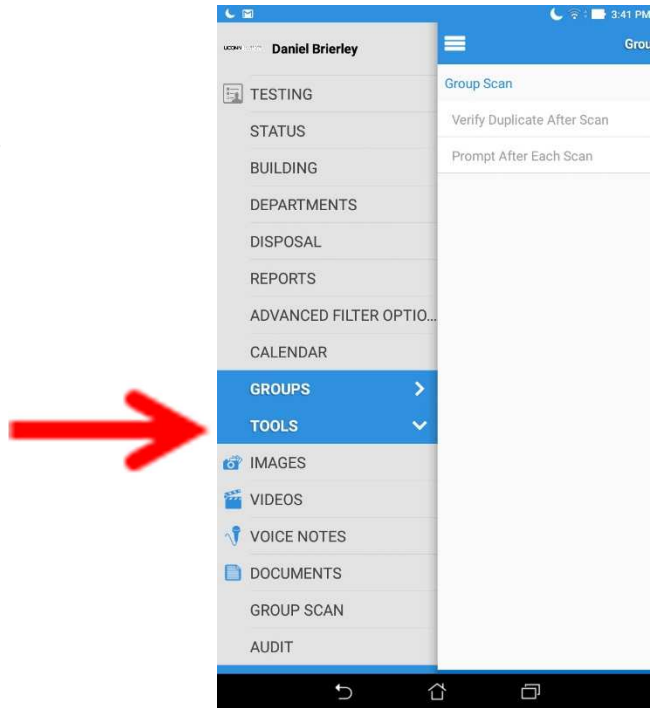 3:41 PM
UCONN Daniel Brierley
TESTING
STATUS
BUILDING
DEPARTMENTS
DISPOSAL
REPORTS
ADVANCED FILTER OPTIO...
CALENDAR
GROUPS
TOOLS
IMAGES
VIDEOS
VOICE NOTES
DOCUMENTS
GROUP SCAN
AUDIT
Grou
Group Scan
Verify Duplicate After Scan
Prompt After Each Scan